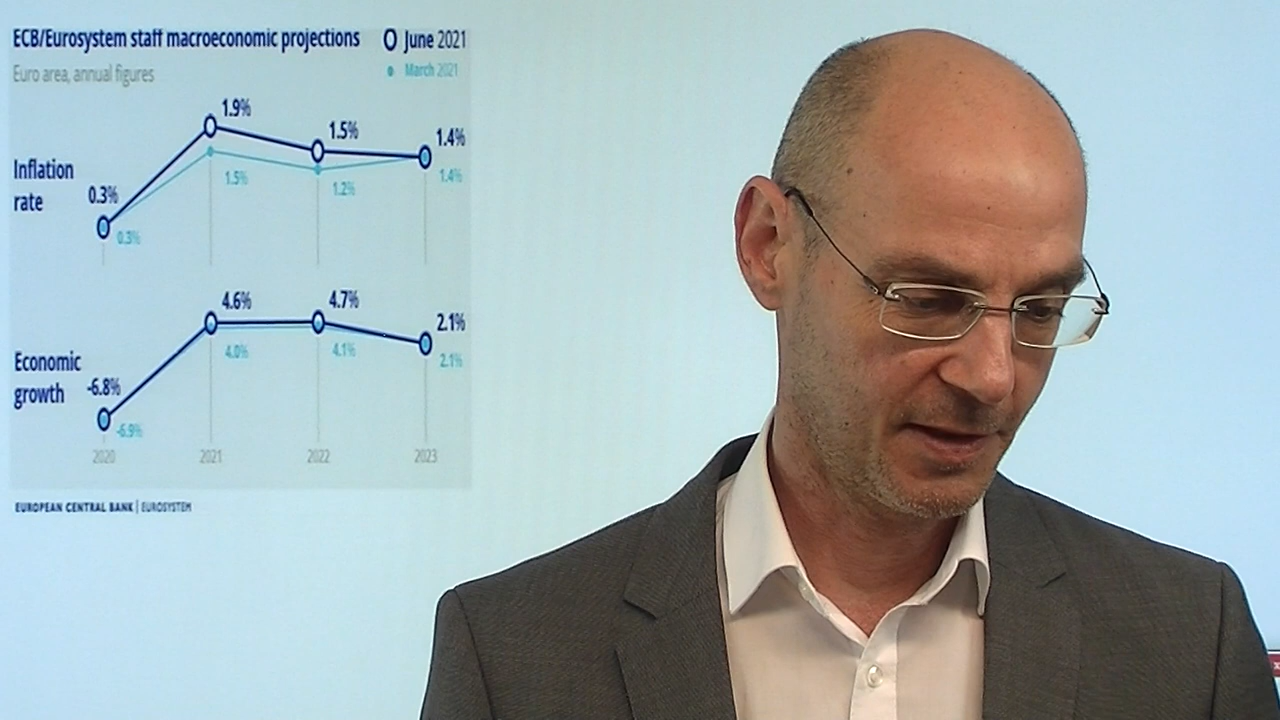 ECB/Eurosystem staff macroeconomic projections
June 2021
Euro area, annual figures
March 2021
Inflation rate
0.3%
1.9%
1.5%
1.4%
0.3%
1.5%
1.2%
1.4%
Economic growth
-6.8%
4.6%
4.7%
2.1%
-6.9%
4.0%
4.1%
2.1%
2020
2021
2022
2023
EUROPEAN CENTRAL BANK | EUROSYSTEM